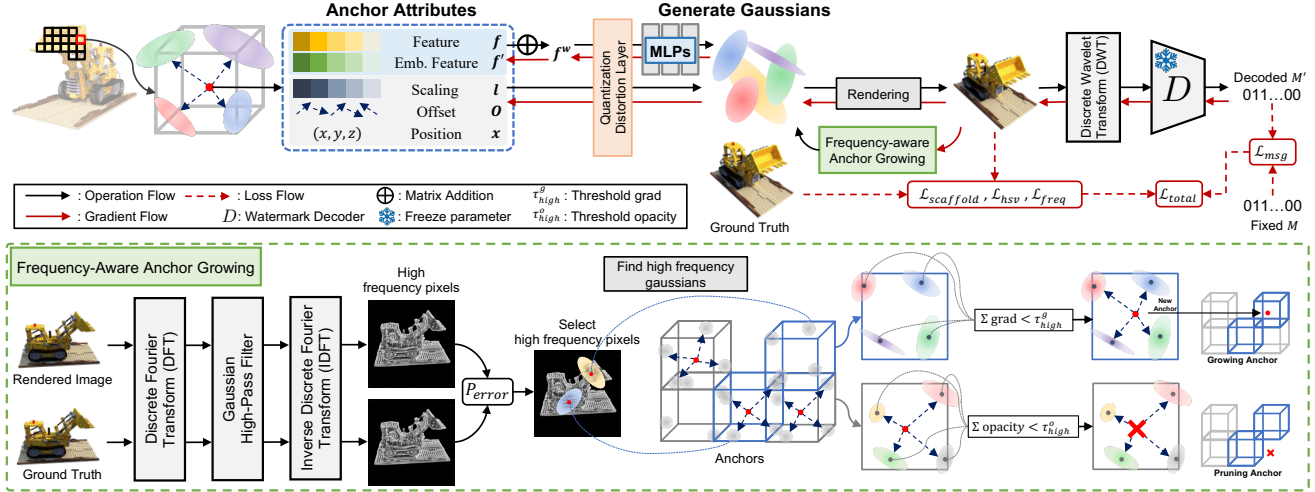 Anchor Attributes
Generate Gaussians
Feature f
Emb. Feature f′
Scaling l
Offset O
Position x
(x, y, z)
f^w
Quantization
Distortion Layer
MLPs
Rendering
Frequency-aware
Anchor Growing
Discrete Wavelet
Transform (DWT)
D
Decoded M′
011…00
ℒ_msg
011…00
Fixed M
Ground Truth
ℒ_scaffold , ℒ_hsv , ℒ_freq
ℒ_total
: Operation Flow
: Loss Flow
: Matrix Addition
τ^g_high : Threshold grad
: Gradient Flow
D: Watermark Decoder
: Freeze parameter
τ^o_high : Threshold opacity
Frequency-Aware Anchor Growing
Rendered Image
Ground Truth
Discrete Fourier
Transform (DFT)
Gaussian
High-Pass Filter
Inverse Discrete Fourier
Transform (IDFT)
High
frequency pixels
P_error
Select
high frequency pixels
Find high frequency
gaussians
Anchors
Σ grad < τ^g_high
New
Anchor
Growing Anchor
Σ opacity < τ^o_high
Pruning Anchor